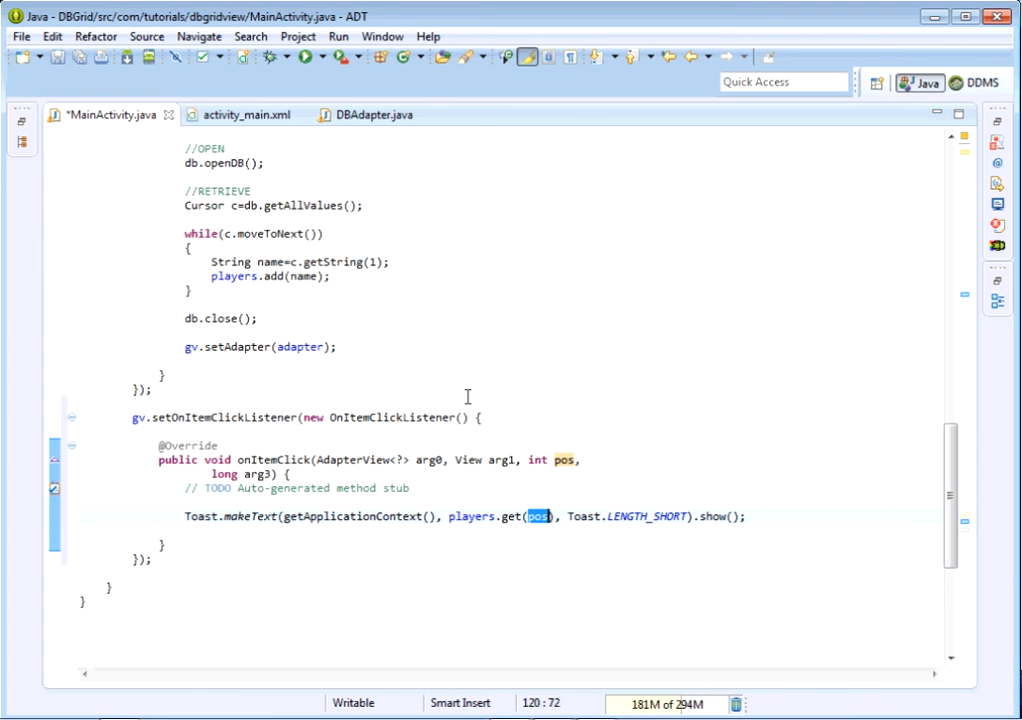 Java - DBGrid/src/com/tutorials/dbgridview/MainActivity.java - ADT
File Edit Refactor Source Navigate Search Project Run Window Help
Quick Access
Java
DDMS
*MainActivity.java
activity_main.xml
DBAdapter.java
//OPEN
db.openDB();
//RETRIEVE
Cursor c=db.getAllValues();
while(c.moveToNext())
{
String name=c.getString(1);
players.add(name);
}
db.close();
gv.setAdapter(adapter);
}
});
gv.setOnItemClickListener(new OnItemClickListener() {
@Override
public void onItemClick(AdapterView<?> arg0, View arg1, int pos,
long arg3) {
// TODO Auto-generated method stub
Toast.makeText(getApplicationContext(), players.get(pos), Toast.LENGTH_SHORT).show();
}
});
}
}
Writable
Smart Insert
120 : 72
181M of 294M